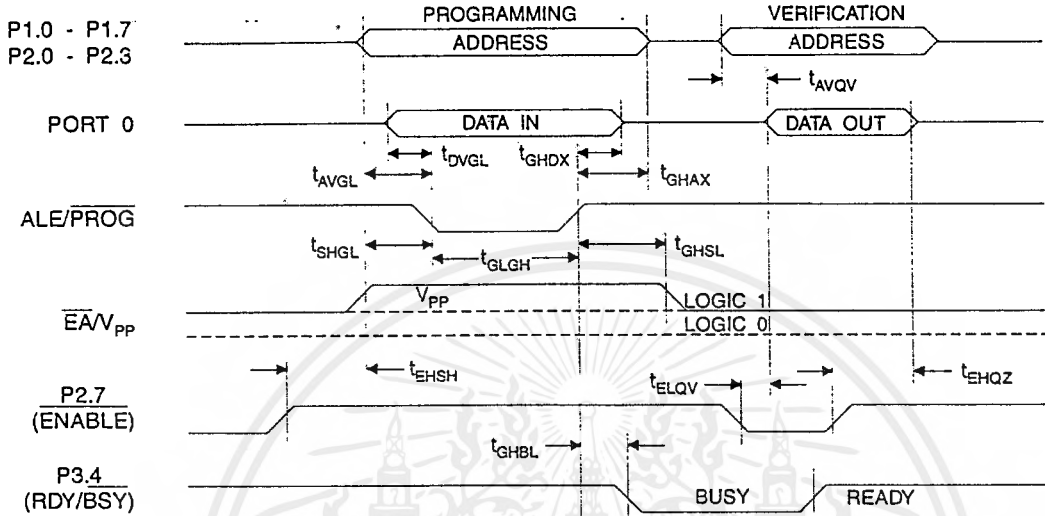 PROGRAMMING VERIFICATION
P1.0 - P1.7
P2.0 - P2.3
ADDRESS ADDRESS
tAVQV
PORT 0
DATA IN DATA OUT
tDVGL tGHDX
tAVGL tGHAX
ALE/PROG
tSHGL tGLGH tGHSL
VPP
LOGIC 1
EA/VPP
LOGIC 0
tEHSH tELQV tEHQZ
P2.7
(ENABLE)
tGHBL
P3.4
(RDY/BSY)
BUSY READY